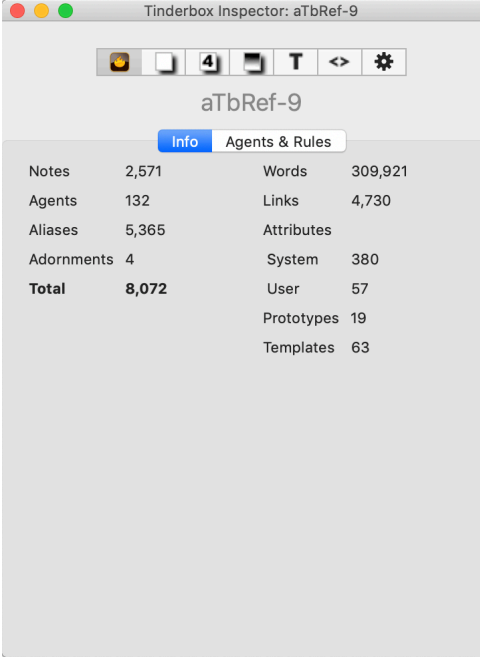 Tinderbox Inspector: aTbRef-9
4 T <>
aTbRef-9
Info Agents & Rules
Notes 2,571 Words 309,921
Agents 132 Links 4,730
Aliases 5,365 Attributes
Adornments 4 System 380
Total 8,072 User 57
Prototypes 19
Templates 63